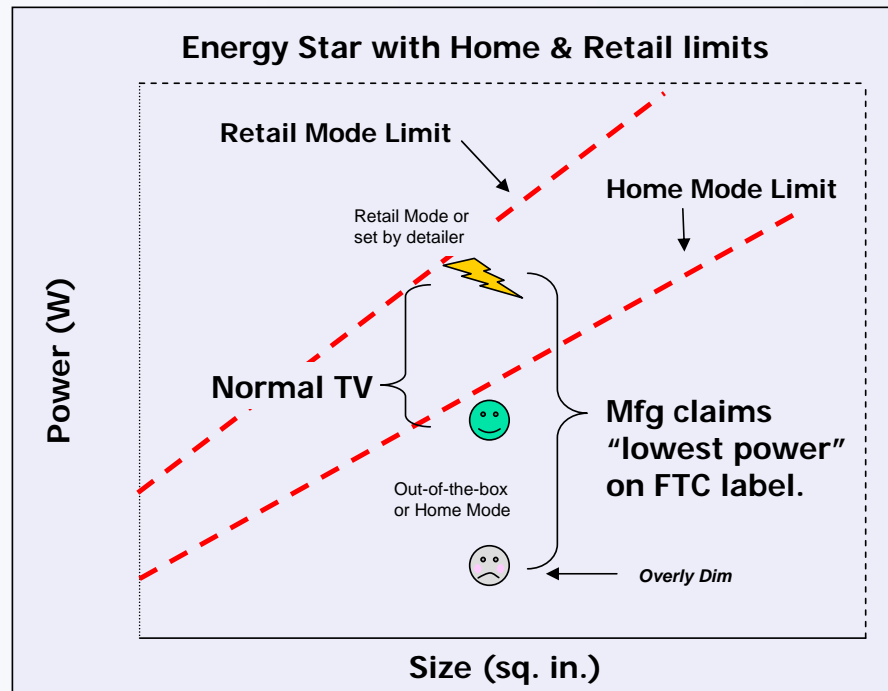 Energy Star with Home & Retail limits
Retail Mode Limit
Home Mode Limit
Retail Mode or
set by detailer
Power (W)
Normal TV
Mfg claims
“lowest power”
on FTC label.
Out-of-the-box
or Home Mode
Overly Dim
Size (sq. in.)